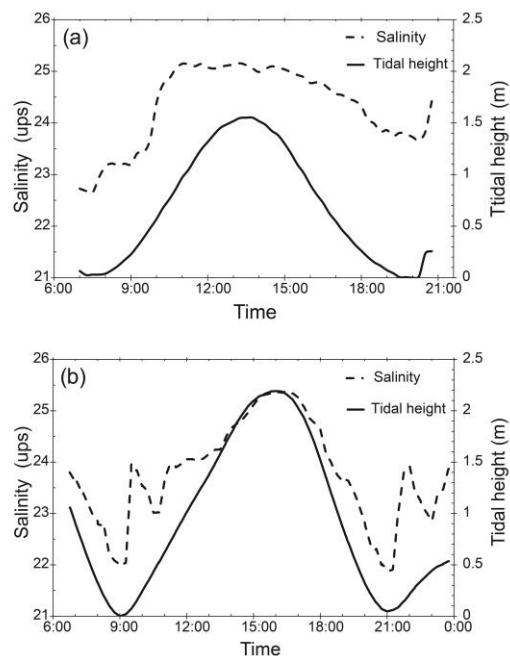 (a)
Salinity
Tidal height
Salinity (ups)
26
25
24
23
22
21
2.5
2
1.5
1
0.5
0
Ttidal height (m)
6:00 9:00 12:00 15:00 18:00 21:00
Time
(b)
Salinity
Tidal height
Salinity (ups)
26
25
24
23
22
21
2.5
2
1.5
1
0.5
0
Tidal height (m)
6:00 9:00 12:00 15:00 18:00 21:00 0:00
Time